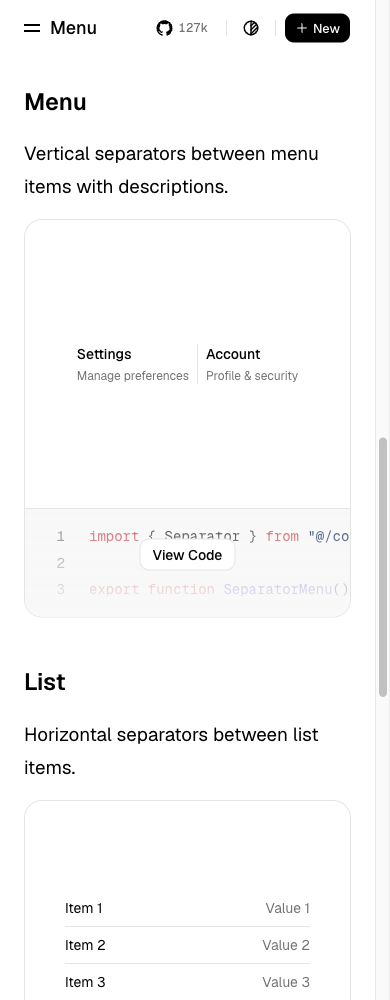 Menu
127k
New
Menu
Vertical separators between menu
items with descriptions.
Settings
Account
Manage preferences
Profile & security
1 import { Separator } from "@/co
View Code
2
3 export function SeparatorMenu()
List
Horizontal separators between list
items.
Item 1 Value 1
Item 2 Value 2
Item 3 Value 3